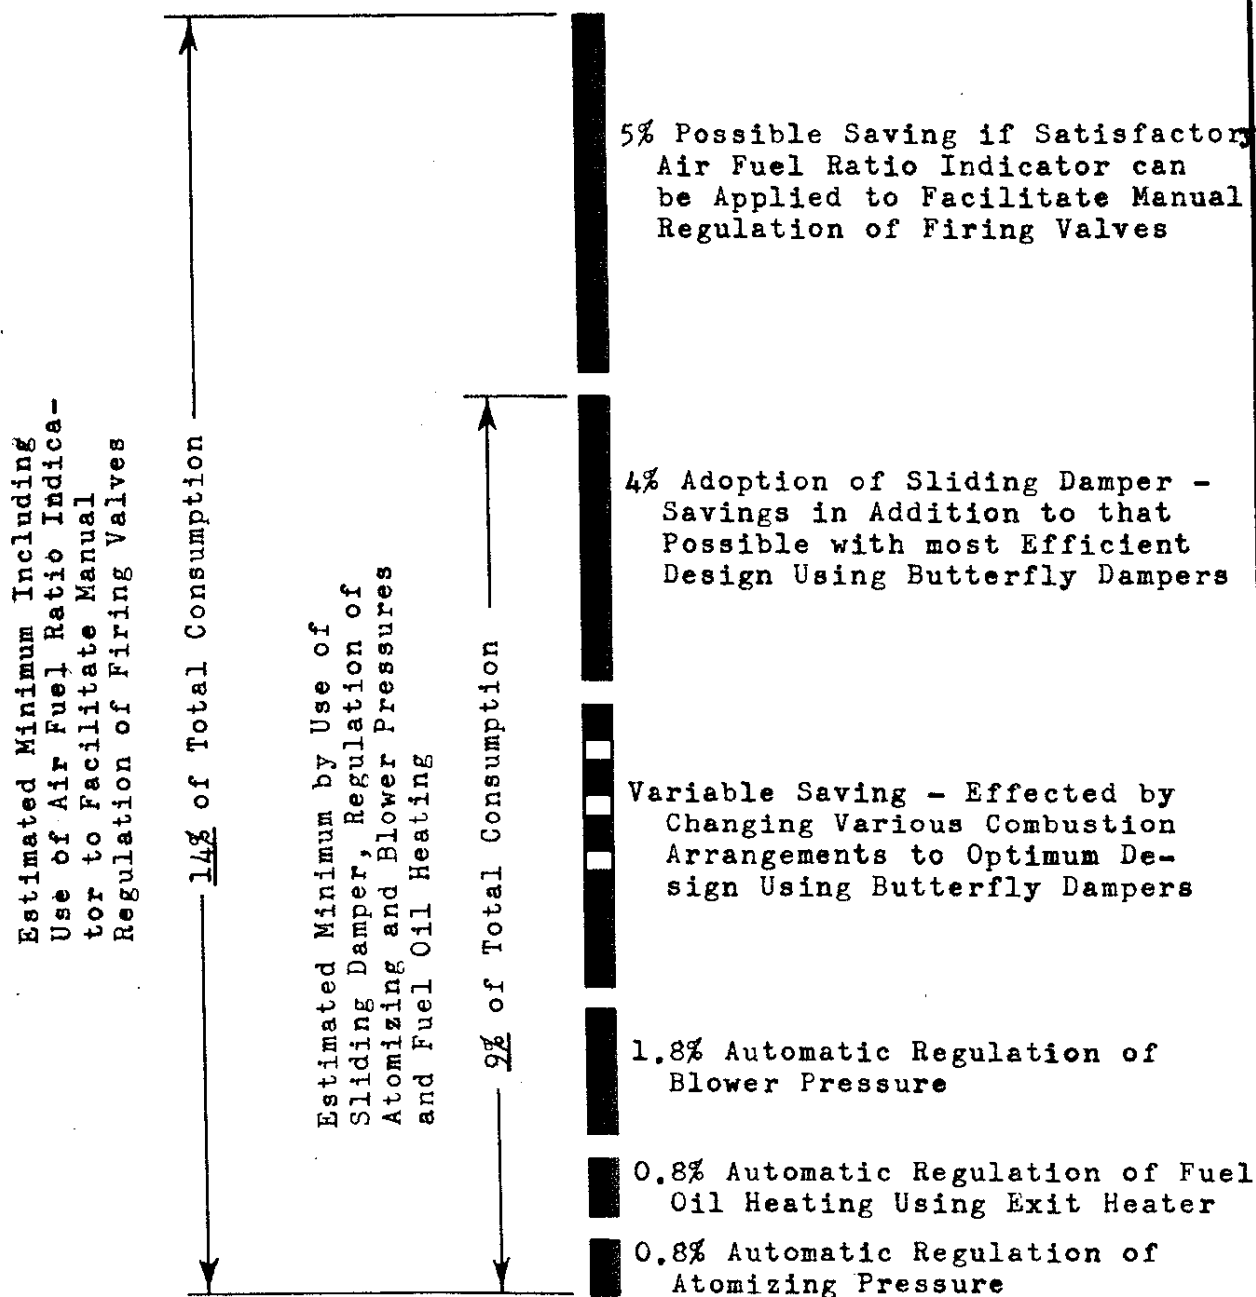 Estimated Minimum Including
Use of Air Fuel Ratio Indica-
tor to Facilitate Manual
Regulation of Firing Valves
14% of Total Consumption
Estimated Minimum by Use of
Sliding Damper, Regulation of
Atomizing and Blower Pressures
and Fuel Oil Heating
9% of Total Consumption
5% Possible Saving if Satisfactory
Air Fuel Ratio Indicator can
be Applied to Facilitate Manual
Regulation of Firing Valves
4% Adoption of Sliding Damper -
Savings in Addition to that
Possible with most Efficient
Design Using Butterfly Dampers
Variable Saving - Effected by
Changing Various Combustion
Arrangements to Optimum De-
sign Using Butterfly Dampers
1.8% Automatic Regulation of
Blower Pressure
0.8% Automatic Regulation of Fuel
Oil Heating Using Exit Heater
0.8% Automatic Regulation of
Atomizing Pressure